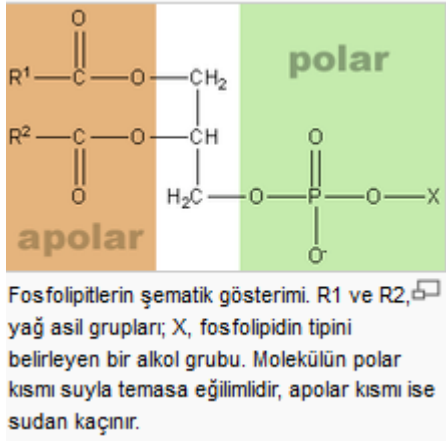 O O
R¹ C O CH₂ polar
R² C O CH O
O H₂C O P O X
apolar O⁻
Fosfolipitlerin şematik gösterimi. R1 ve R2,
yağ asil grupları; X, fosfolipidin tipini
belirleyen bir alkol grubu. Molekülün polar
kısmı suyla temasa eğilimlidir, apolar kısmı ise
sudan kaçınır.